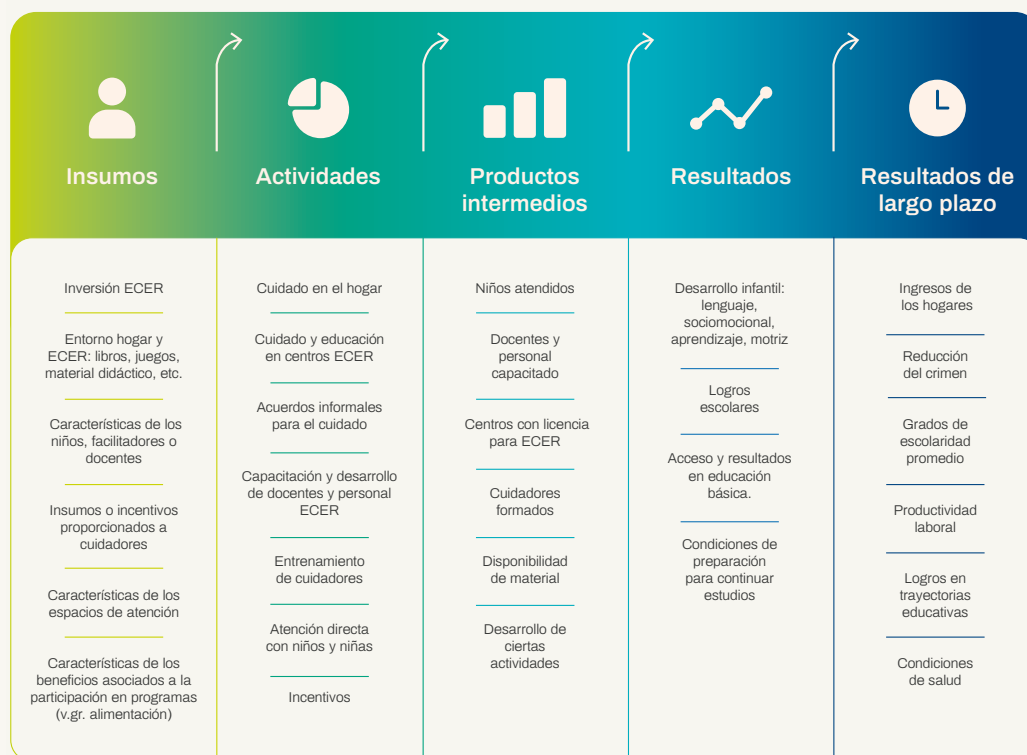 Insumos
Actividades
Productos
intermedios
Resultados
Resultados de
largo plazo
Inversión ECER
Entorno hogar y
ECER: libros, juegos,
material didáctico, etc.
Características de los
niños, facilitadores o
docentes
Insumos o incentivos
proporcionados a
cuidadores
Características de los
espacios de atención
Características de los
beneficios asociados a la
participación en programas
(v.gr. alimentación)
Cuidado en el hogar
Cuidado y educación
en centros ECER
Acuerdos informales
para el cuidado
Capacitación y desarrollo
de docentes y personal
ECER
Entrenamiento
de cuidadores
Atención directa
con niños y niñas
Incentivos
Niños atendidos
Docentes y
personal
capacitado
Centros con licencia
para ECER
Cuidadores
formados
Disponibilidad
de material
Desarrollo de
ciertas
actividades
Desarrollo infantil:
lenguaje,
sociomocional,
aprendizaje, motriz
Logros
escolares
Acceso y resultados
en educación
básica.
Condiciones de
preparación
para continuar
estudios
Ingresos de
los hogares
Reducción
del crimen
Grados de
escolaridad
promedio
Productividad
laboral
Logros en
trayectorias
educativas
Condiciones
de salud